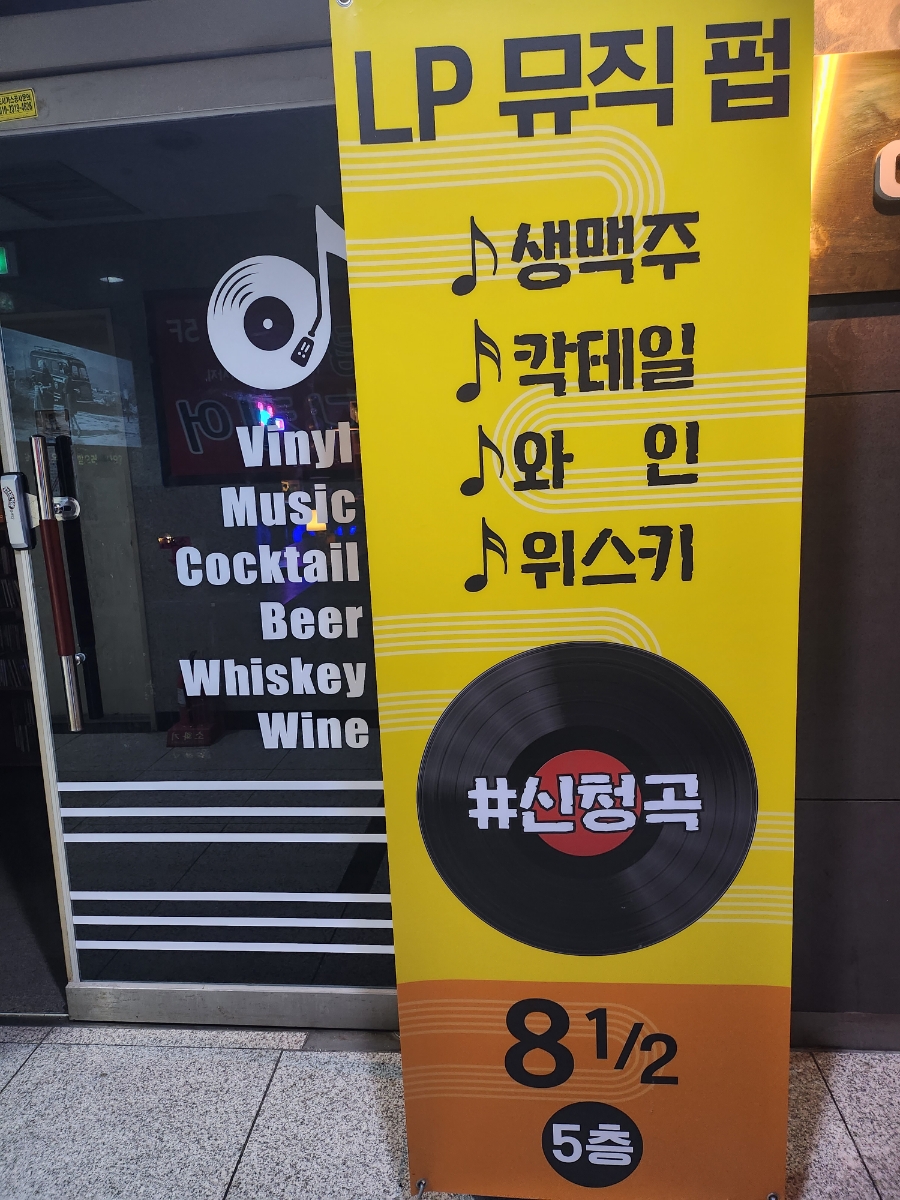 LP 뮤직 펍
생맥주
칵테일
와 인
위스키
#신청곡
8 1/2
5층
Vinyl
Music
Cocktail
Beer
Whiskey
Wine